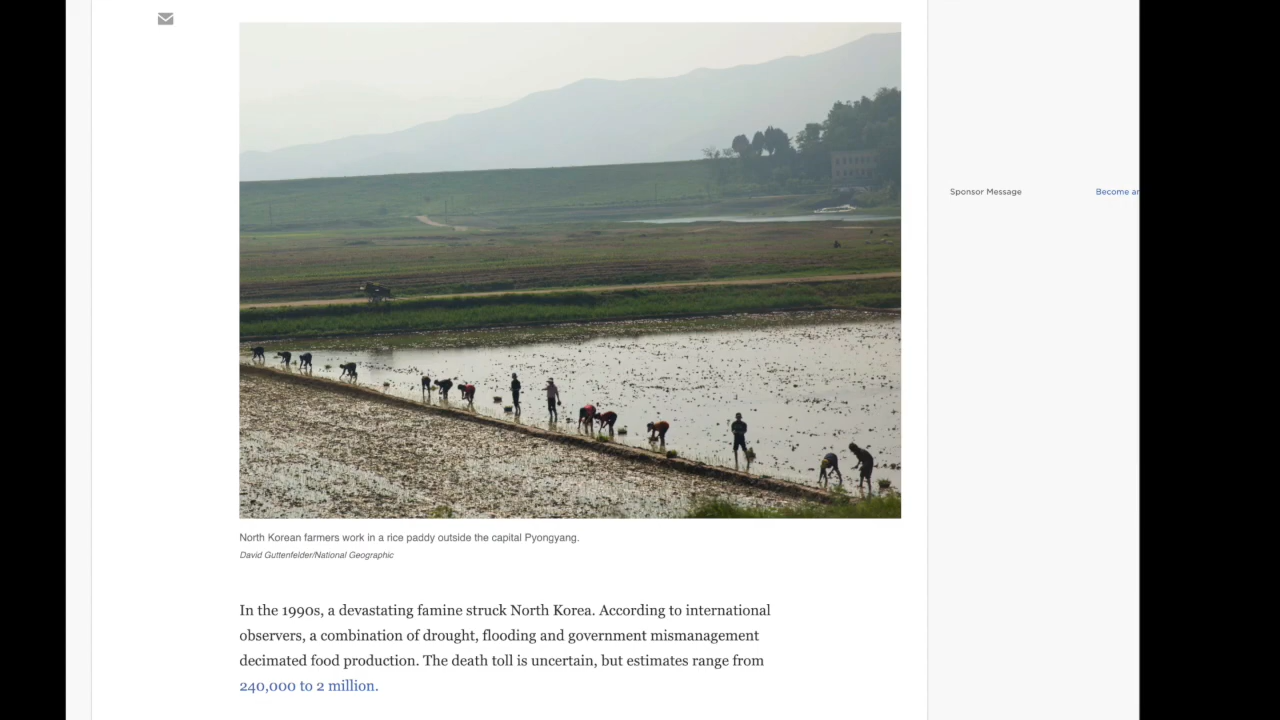 Sponsor Message
North Korean farmers work in a rice paddy outside the capital Pyongyang.
David Guttenfelder/National Geographic
In the 1990s, a devastating famine struck North Korea. According to international
observers, a combination of drought, flooding and government mismanagement
decimated food production. The death toll is uncertain, but estimates range from
240,000 to 2 million.
Become